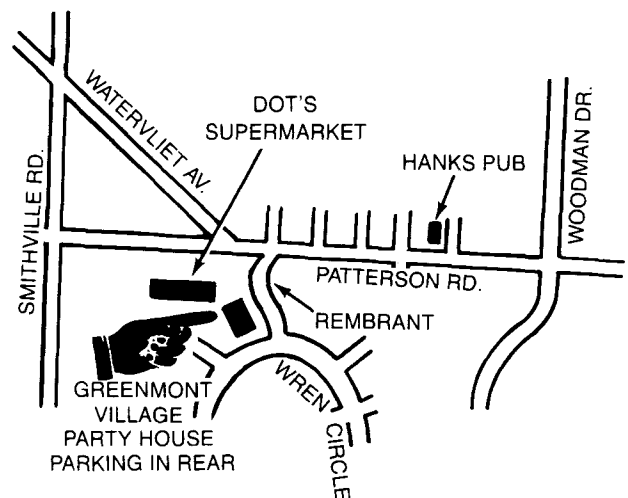 WATERVLIET AV.
DOT'S
SUPERMARKET
HANKS PUB
WOODMAN DR.
SMITHVILLE RD.
PATTERSON RD.
REMBRANT
GREENMONT
VILLAGE
PARTY HOUSE
PARKING IN REAR
WREN
CIRCLE